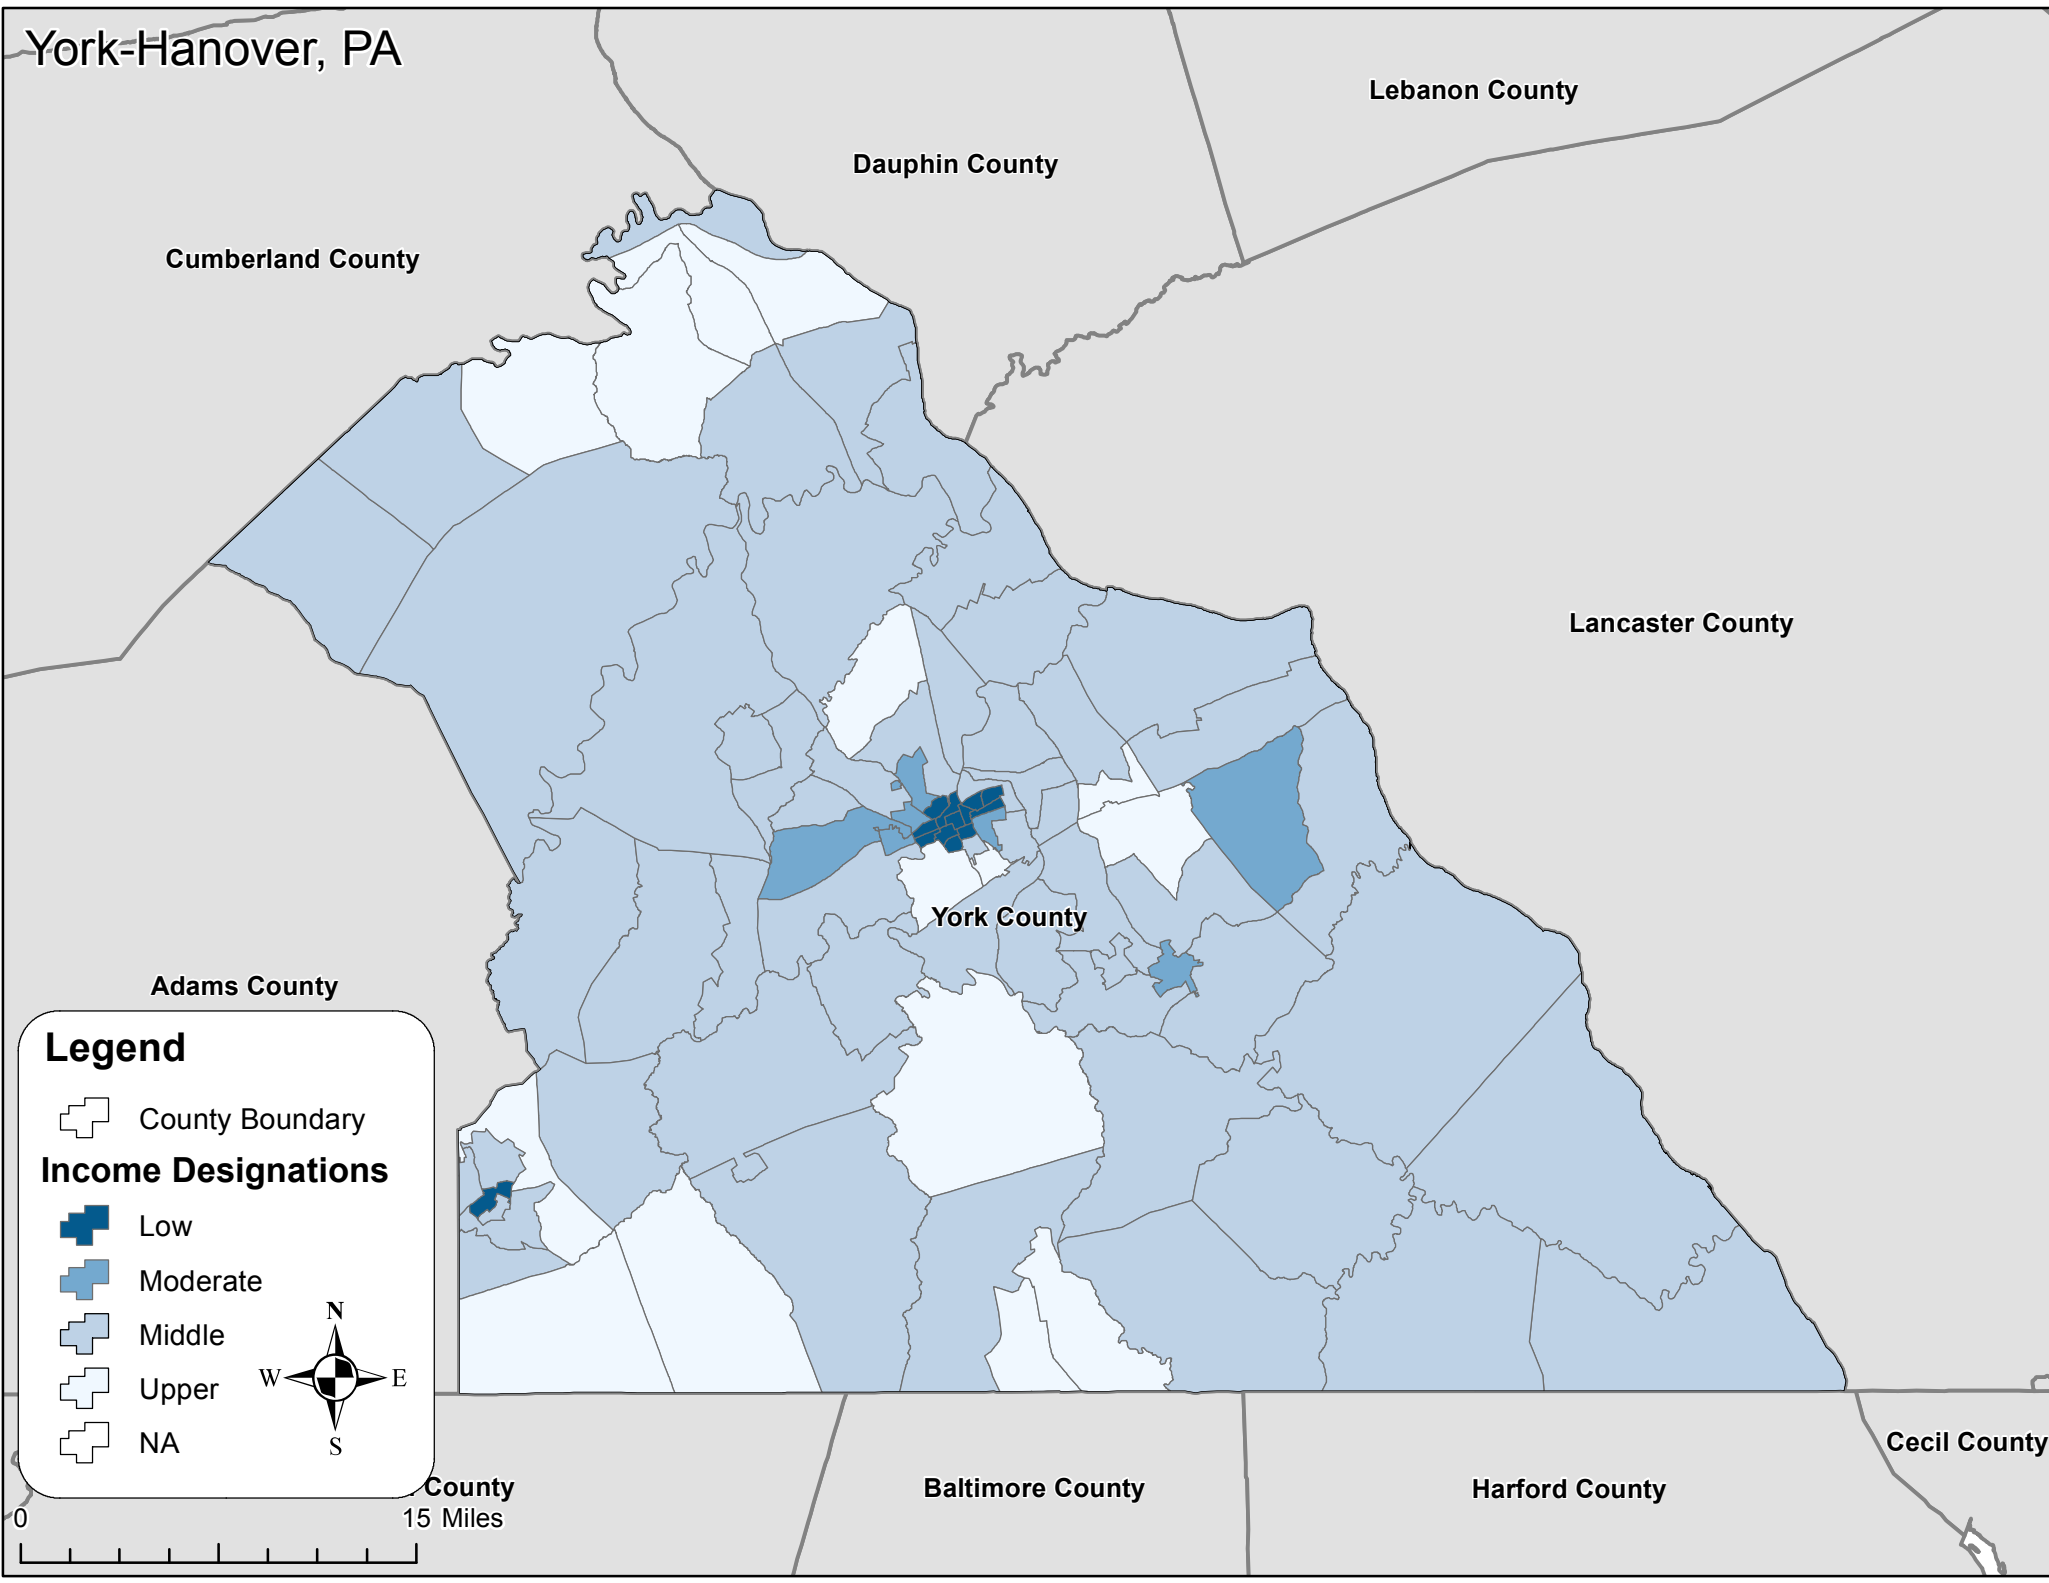 York-Hanover, PA
Lebanon County
Dauphin County
Cumberland County
Lancaster County
York County
Adams County
Legend
County Boundary
Income Designations
Low
Moderate
Middle
Upper
NA
N
W E
S
County
Baltimore County
Harford County
Cecil County
0 15 Miles